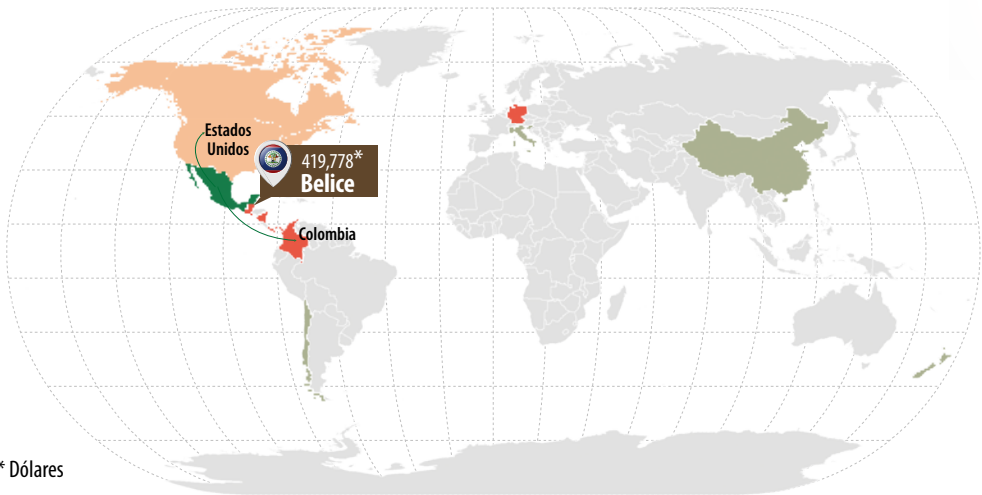 Estados
Unidos
419,778*
Belice
Colombia
* Dólares